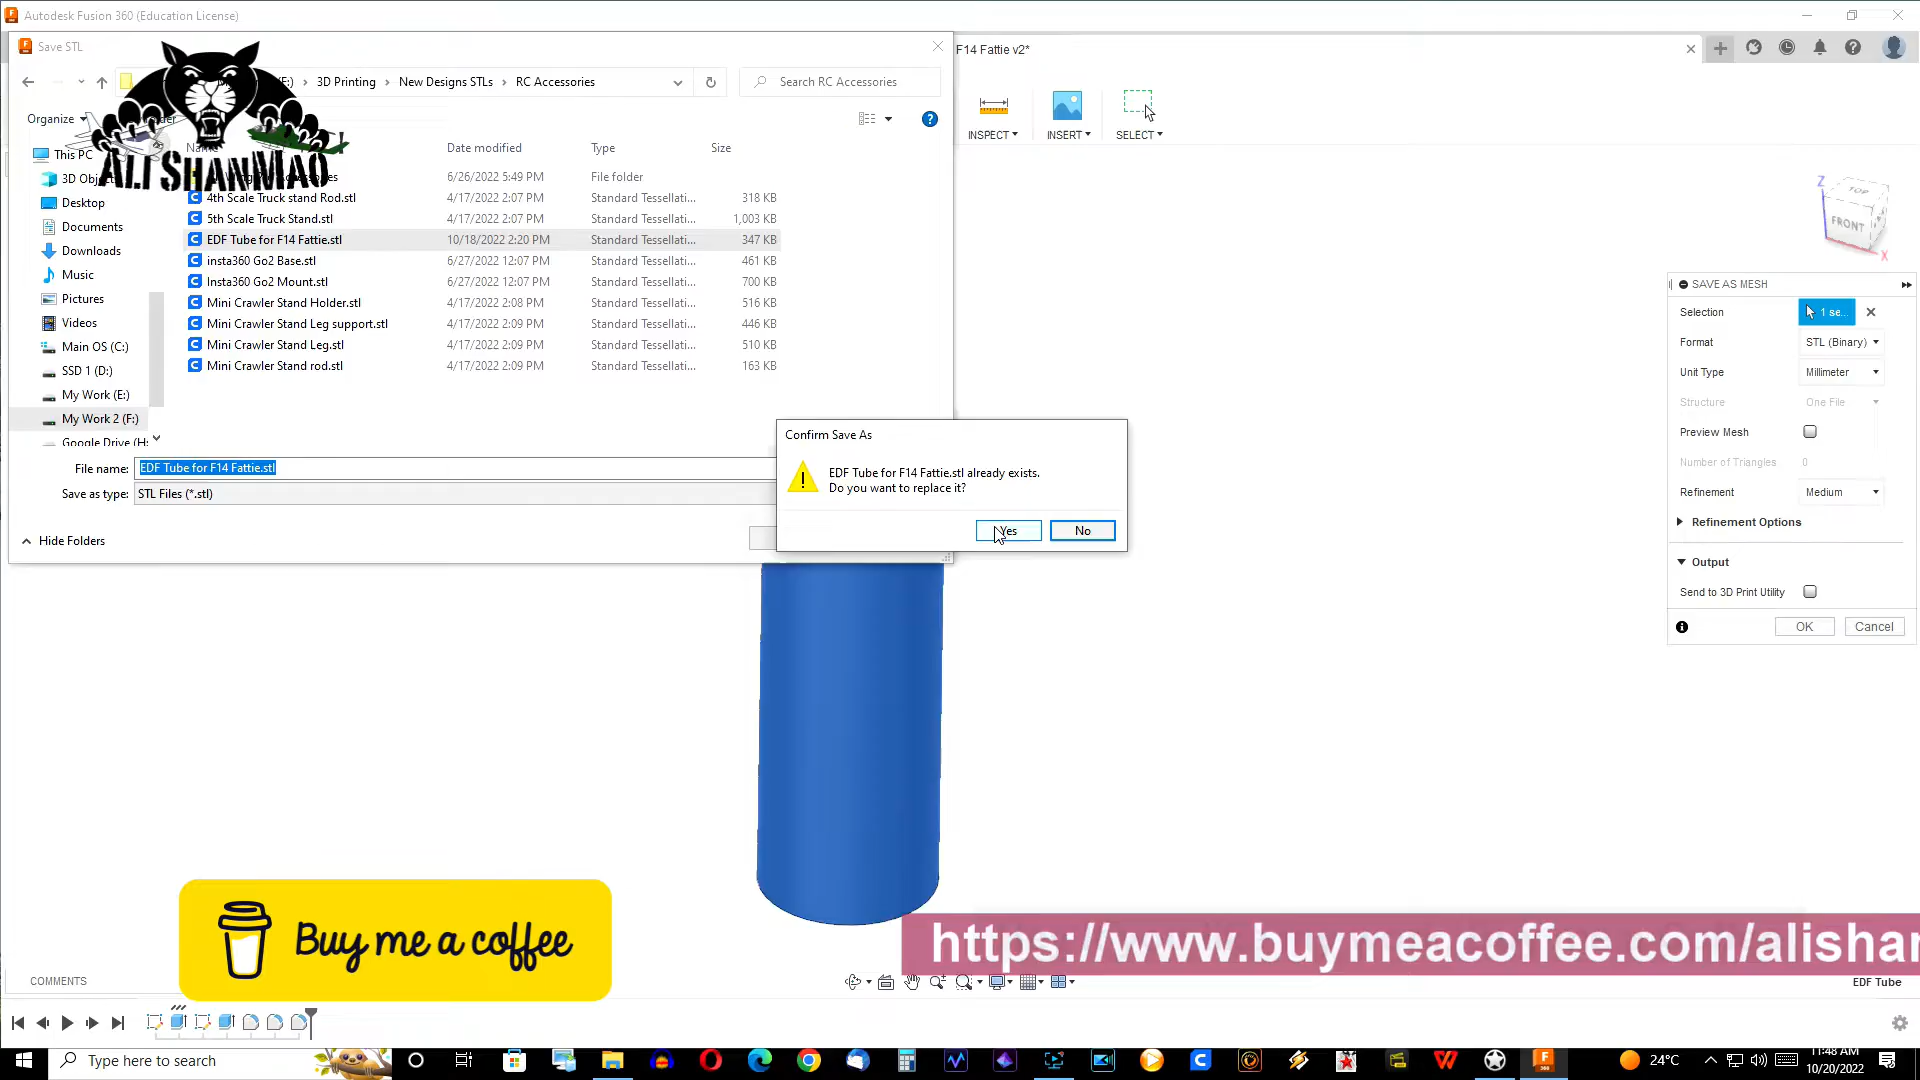 Autodesk Fusion 360 (Education License)
Save STL
F14 Fattie v2*
3D Printing
New Designs STLs
RC Accessories
Search RC Accessories
INSPECT
INSERT
SELECT
Organize
ALISHANMAO
Date modified
Type
Size
This PC
6/26/2022 5:49 PM
File folder
4th Scale Truck stand Rod.stl
4/17/2022 2:07 PM
Standard Tessellati...
318 KB
Desktop
5th Scale Truck Stand.stl
4/17/2022 2:07 PM
Standard Tessellati...
1,003 KB
Documents
EDF Tube for F14 Fattie.stl
10/18/2022 2:20 PM
Standard Tessellati...
347 KB
Downloads
insta360 Go2 Base.stl
6/27/2022 12:07 PM
Standard Tessellati...
461 KB
Music
Insta360 Go2 Mount.stl
6/27/2022 12:07 PM
Standard Tessellati...
700 KB
Pictures
Mini Crawler Stand Holder.stl
4/17/2022 2:08 PM
Standard Tessellati...
516 KB
Videos
Mini Crawler Stand Leg support.stl
4/17/2022 2:09 PM
Standard Tessellati...
446 KB
Main OS (C:)
Mini Crawler Stand Leg.stl
4/17/2022 2:09 PM
Standard Tessellati...
510 KB
SSD 1 (D:)
Mini Crawler Stand rod.stl
4/17/2022 2:09 PM
Standard Tessellati...
163 KB
My Work (E:)
My Work 2 (F:)
Google Drive (H:
File name:
EDF Tube for F14 Fattie.stl
Save as type:
STL Files (*.stl)
Hide Folders
Confirm Save As
EDF Tube for F14 Fattie.stl already exists.
Do you want to replace it?
Yes
No
Z
TOP
FRONT
X
SAVE AS MESH
Selection
1 se...
Format
STL (Binary)
Unit Type
Millimeter
Structure
One File
Preview Mesh
Number of Triangles
0
Refinement
Medium
Refinement Options
Output
Send to 3D Print Utility
OK
Cancel
Buy me a coffee
https://www.buymeacoffee.com/alishan
COMMENTS
EDF Tube
Type here to search
24°C
11:48 AM
10/20/2022